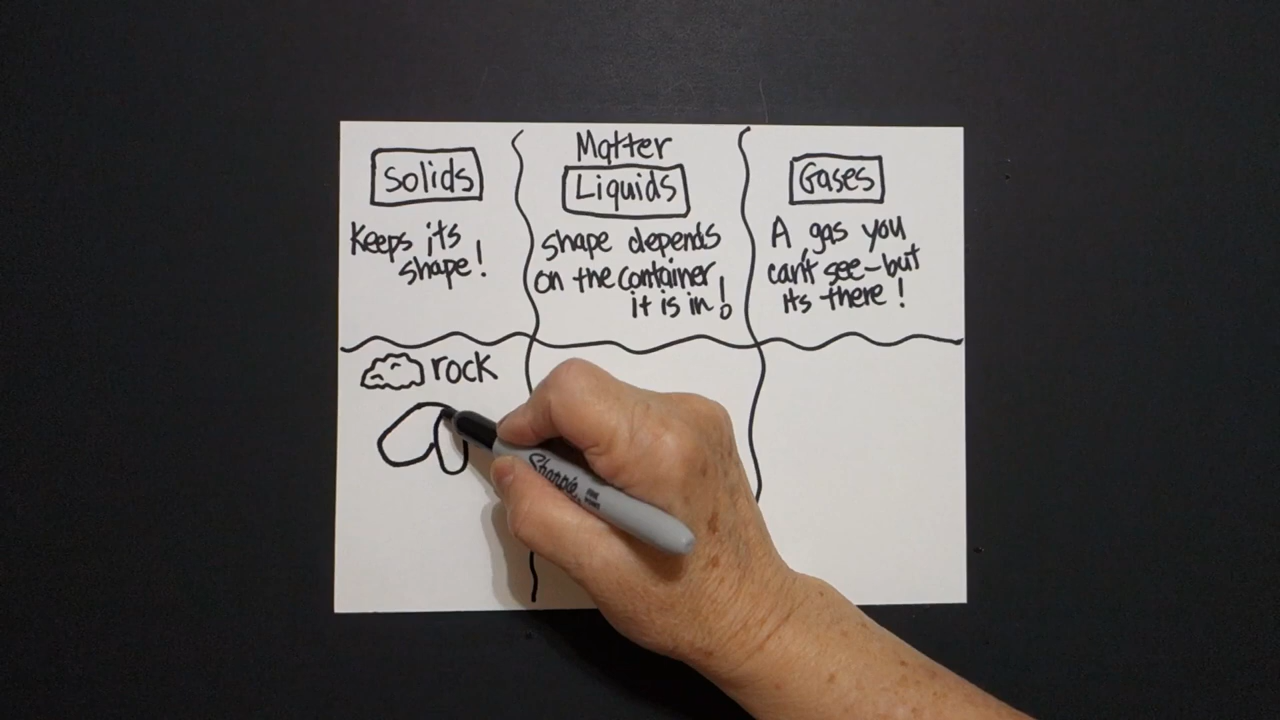 Matter
Solids
Keeps its
shape!
Liquids
shape depends
on the container
it is in!
Gases
A gas you
can't see-but
its there!
rock
Sharpie